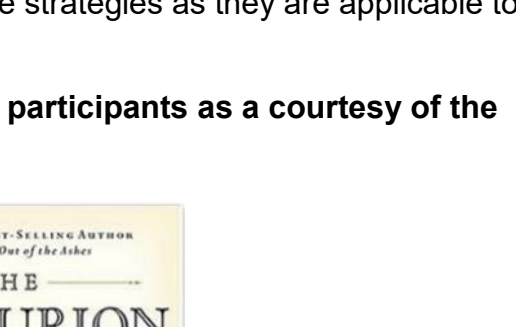 e strategies as they are applicable to
participants as a courtesy of the
T-SELLING AUTHOR
Out of the Ashes
HE
URION